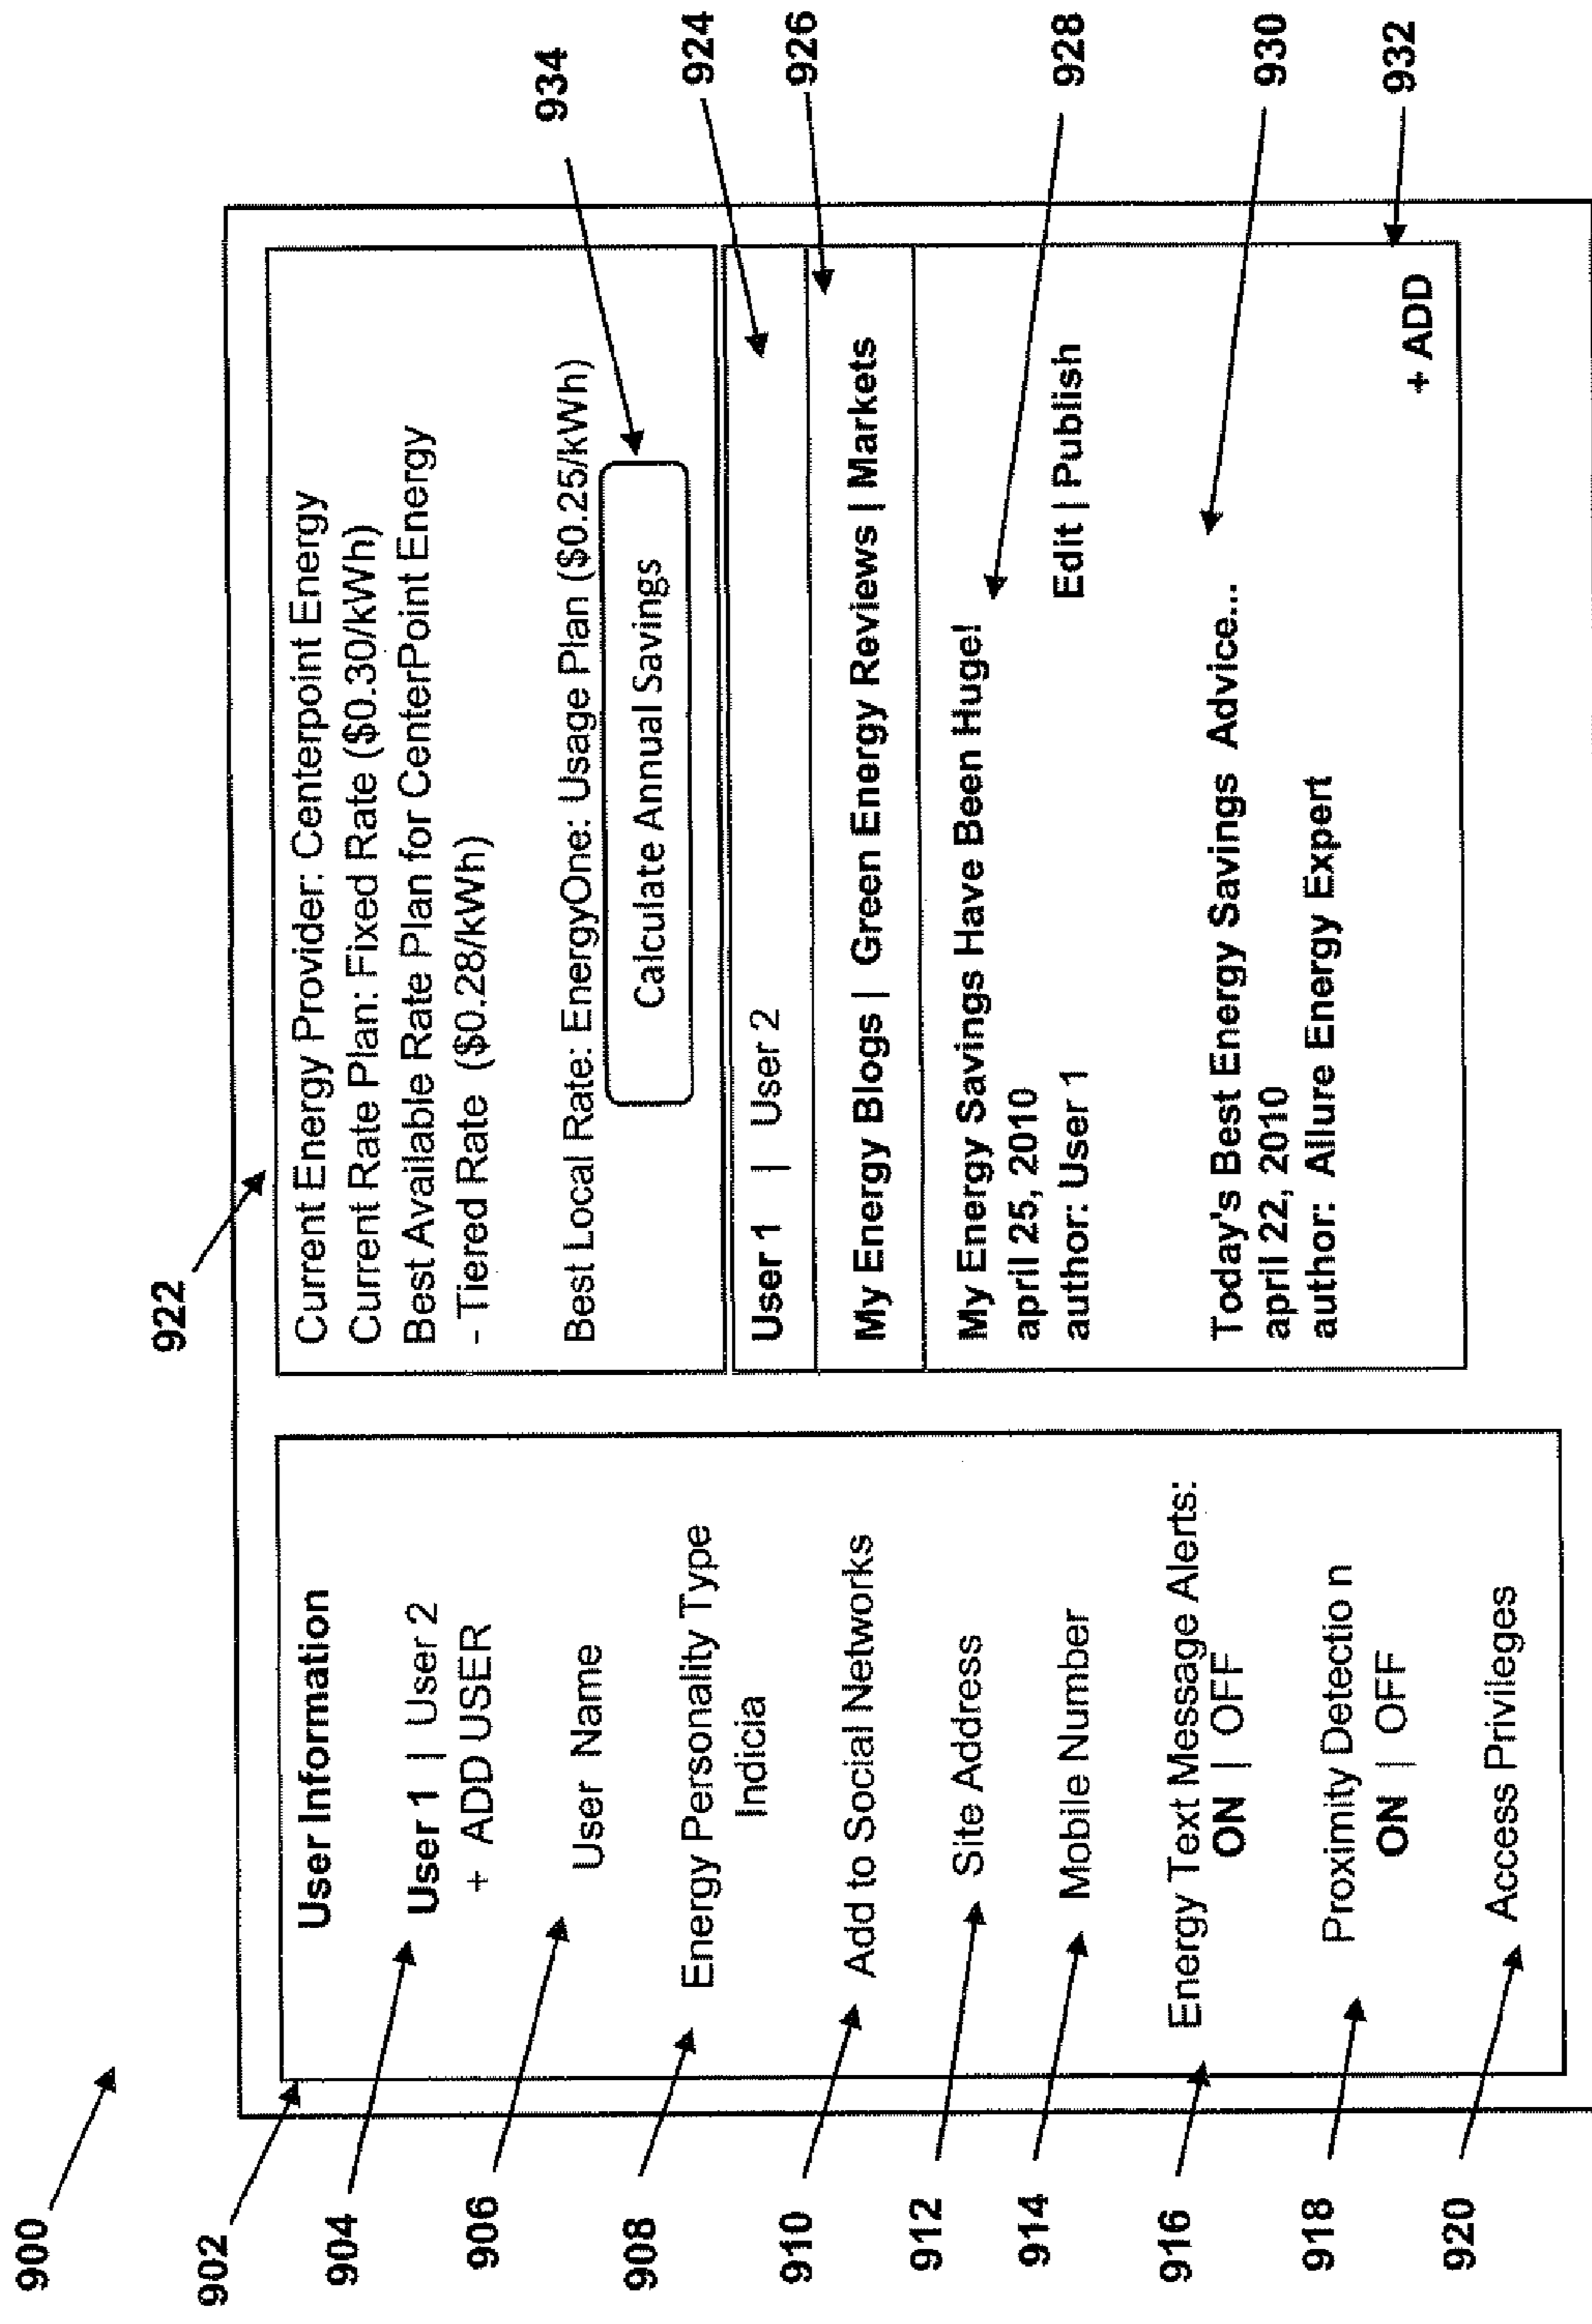 900
902
904
906
908
910
912
914
916
918
920
User Information
User 1 | User 2
+ ADD USER
User Name
Energy Personality Type
Indicia
Add to Social Networks
Site Address
Mobile Number
Energy Text Message Alerts:
ON | OFF
Proximity Detectio n
ON | OFF
Access Privileges
922
Current Energy Provider: Centerpoint Energy
Current Rate Plan: Fixed Rate ($0.30/kWh)
Best Available Rate Plan for CenterPoint Energy
- Tiered Rate ($0.28/kWh)
Best Local Rate: EnergyOne: Usage Plan ($0.25/kWh)
Calculate Annual Savings
User 1 | User 2
My Energy Blogs | Green Energy Reviews | Markets
My Energy Savings Have Been Huge!
april 25, 2010
author: User 1
Edit | Publish
Today's Best Energy Savings Advice...
april 22, 2010
author: Allure Energy Expert
+ ADD
934
924
926
928
930
932